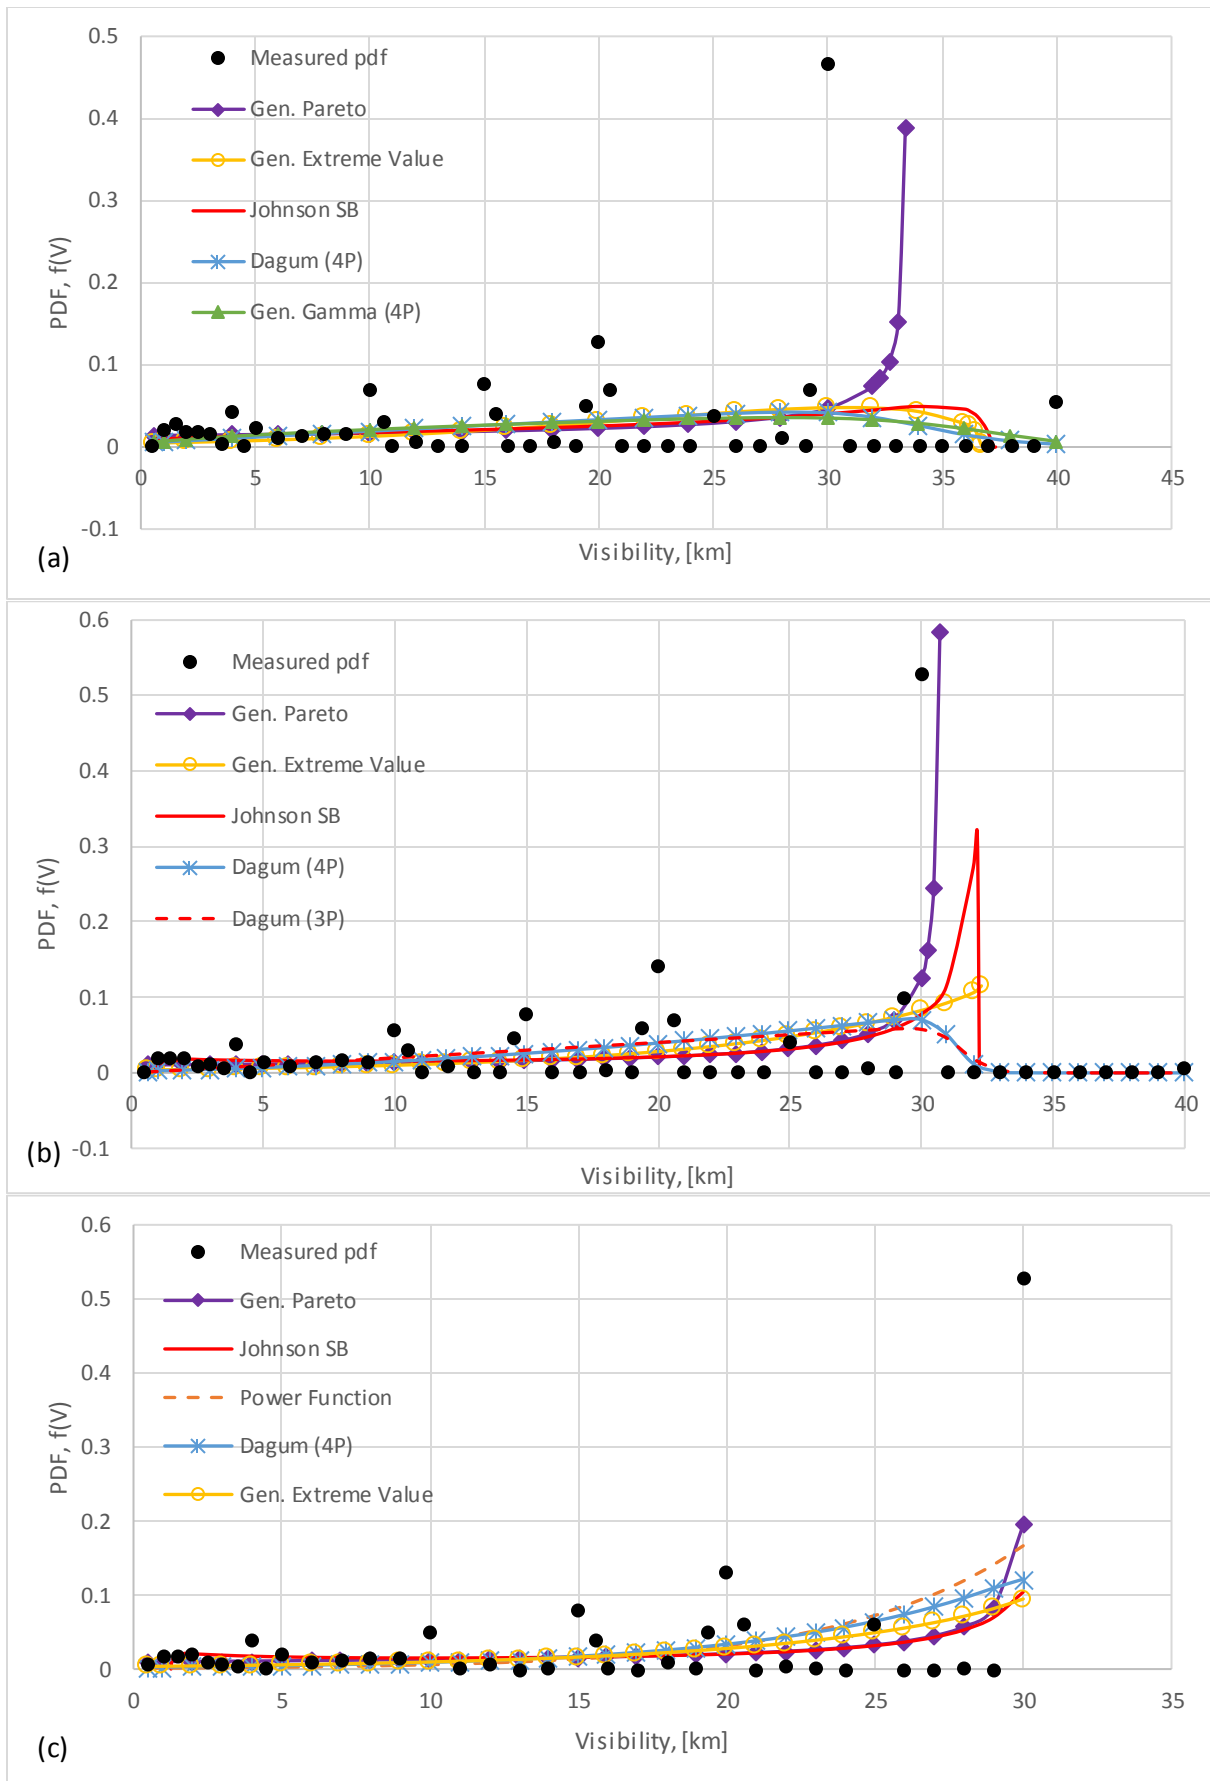 0.5
Measured pdf
0.4
Gen. Pareto
Gen. Extreme Value
0.3
Johnson SB
0.2
Dagum (4P)
Gen. Gamma (4P)
0.1
0
0 5 10 15 20 25 30 35 40 45
-0.1
PDF, f(V)
Visibility, [km]
(a)
0.6
Measured pdf
0.5
Gen. Pareto
0.4
Gen. Extreme Value
0.3
Johnson SB
Dagum (4P)
0.2
Dagum (3P)
0.1
0
0 5 10 15 20 25 30 35 40
-0.1
PDF, f(V)
Visibility, [km]
(b)
0.6
Measured pdf
0.5
Gen. Pareto
Johnson SB
0.4
Power Function
0.3
Dagum (4P)
Gen. Extreme Value
0.2
0.1
0
0 5 10 15 20 25 30 35
PDF, f(V)
Visibility, [km]
(c)